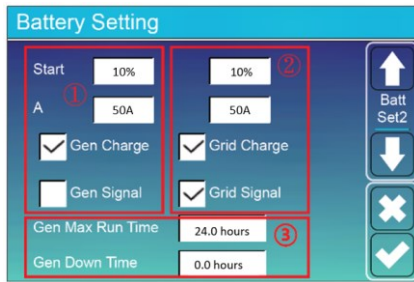 Battery Setting
Start 10% 10% ②
① 
A 50A 50A
Gen Charge Grid Charge
Gen Signal Grid Signal
Gen Max Run Time 24.0 hours ③
Gen Down Time 0.0 hours
Batt
Set2